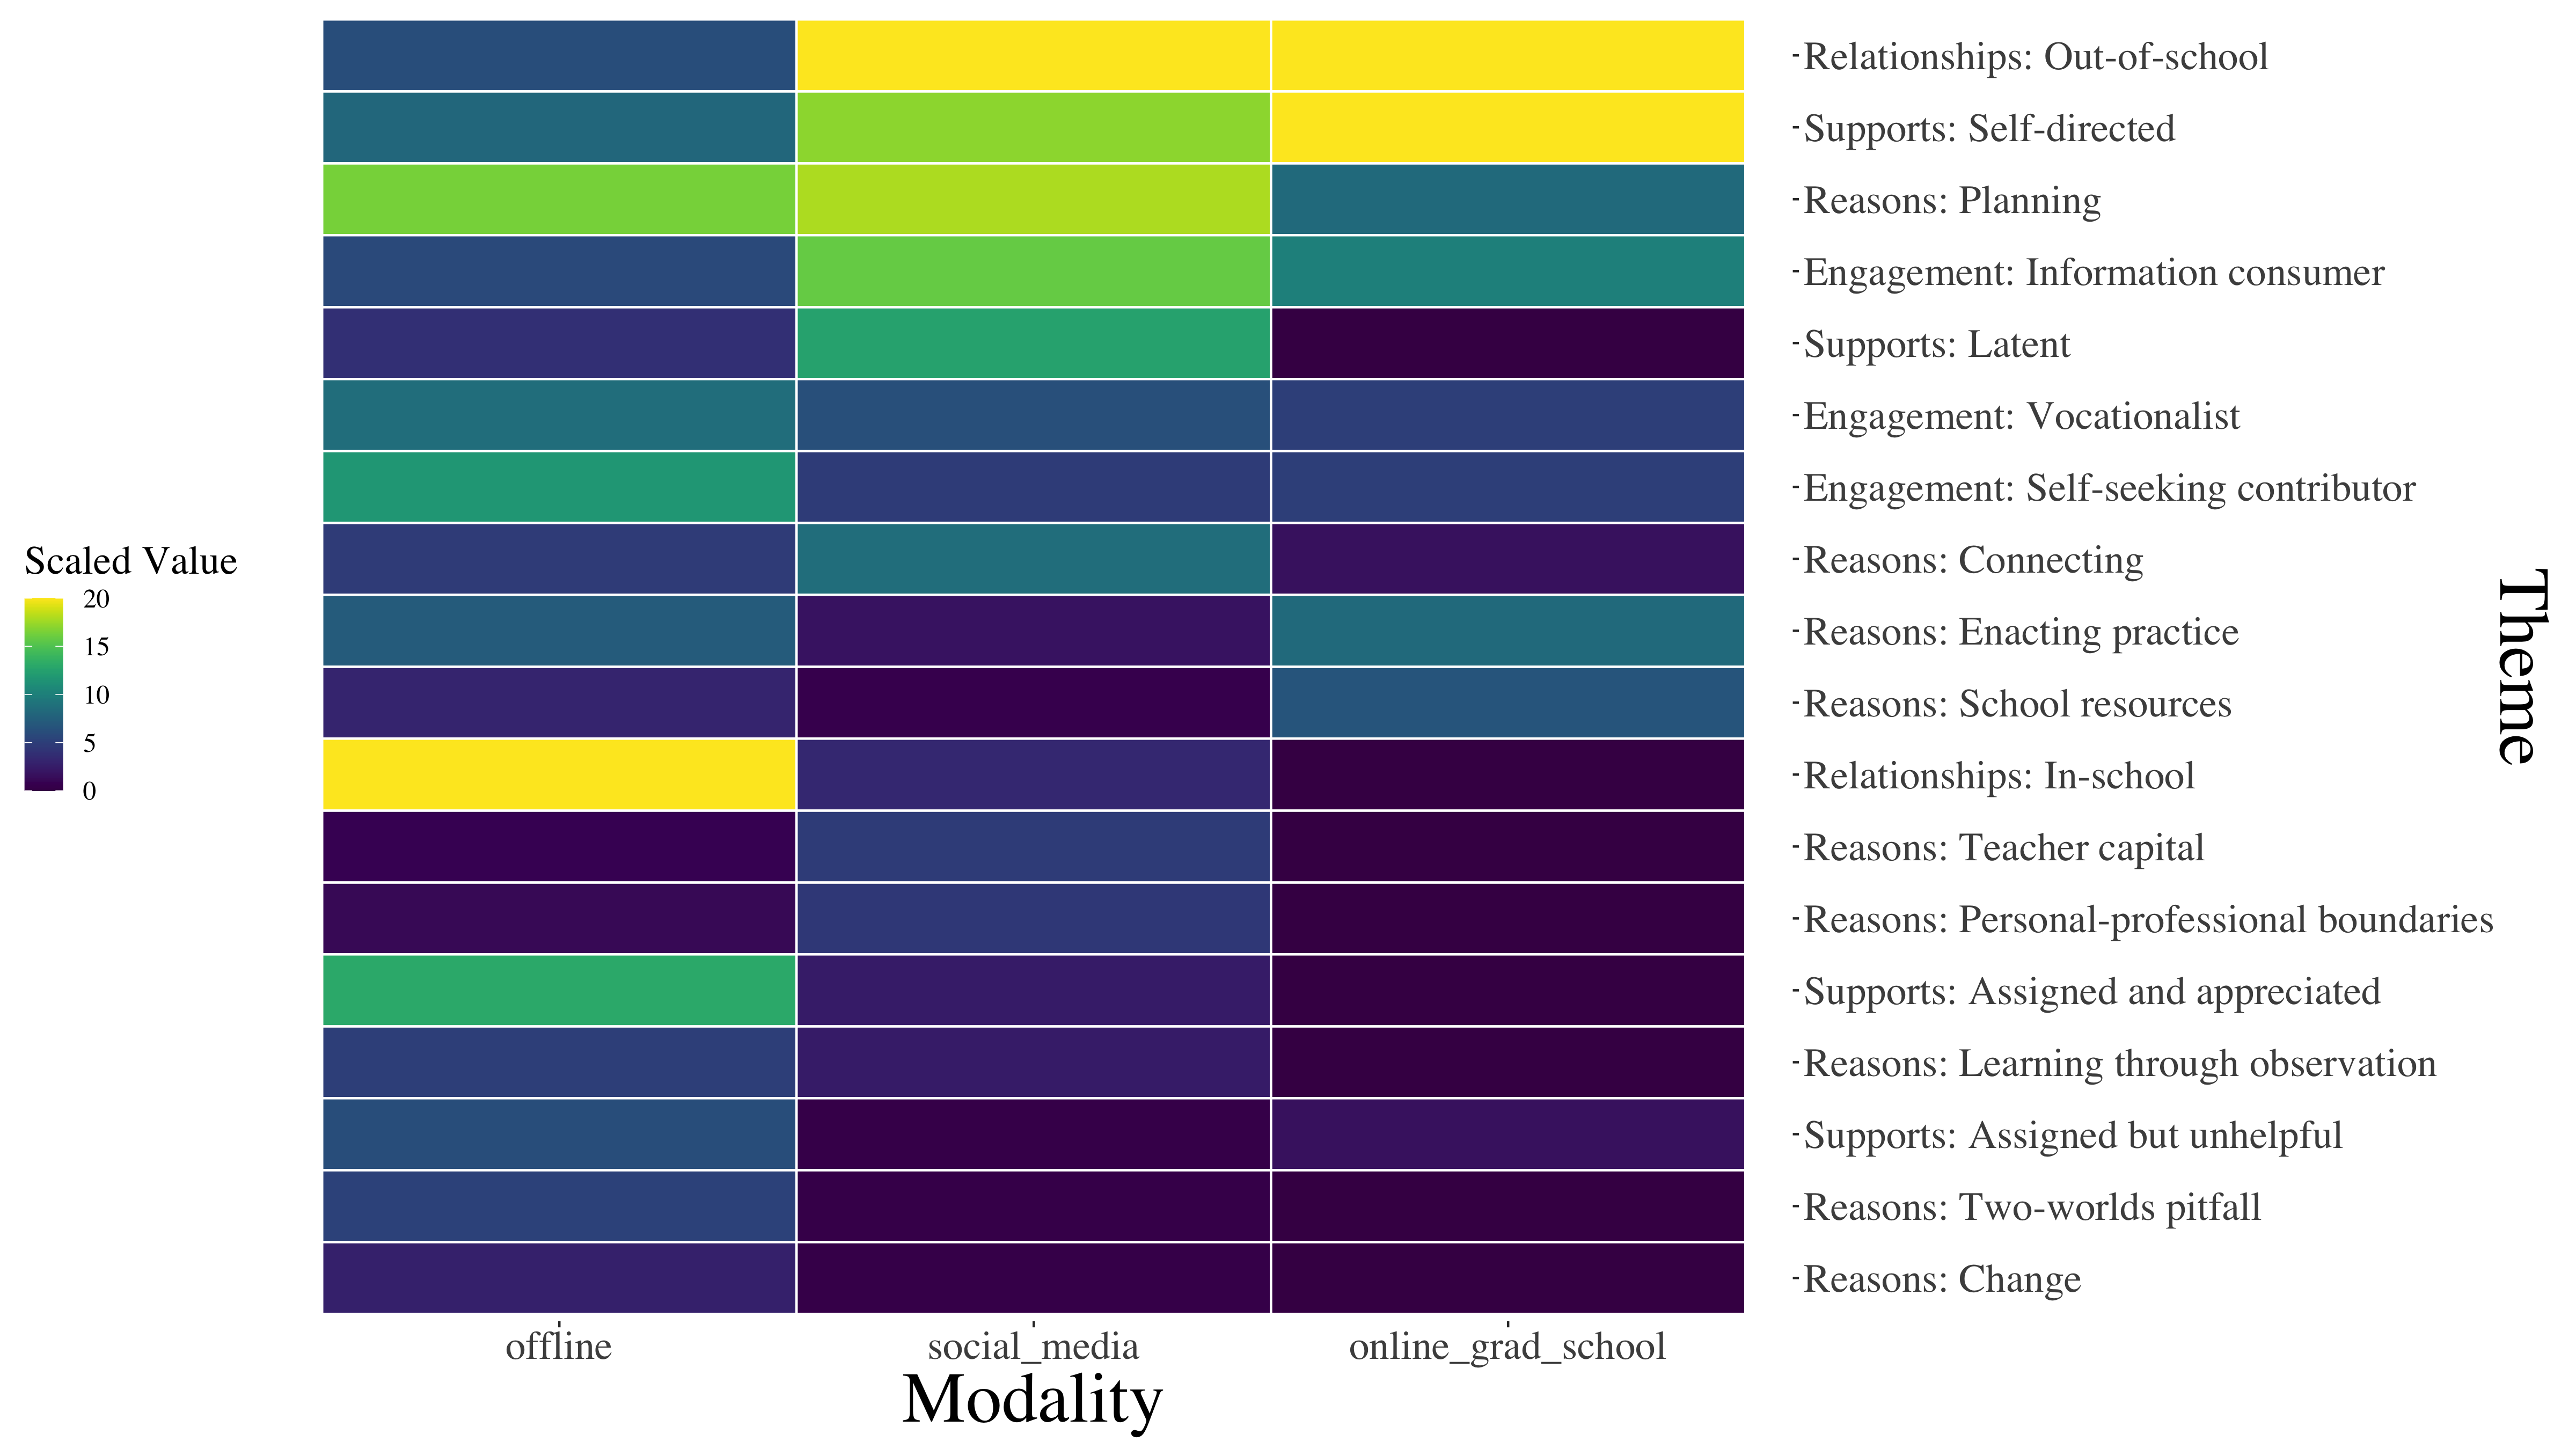 Scaled Value
20
15
10
5
0
Relationships: Out-of-school
Supports: Self-directed
Reasons: Planning
Engagement: Information consumer
Supports: Latent
Engagement: Vocationalist
Engagement: Self-seeking contributor
Reasons: Connecting
Reasons: Enacting practice
Reasons: School resources
Relationships: In-school
Reasons: Teacher capital
Reasons: Personal-professional boundaries
Supports: Assigned and appreciated
Reasons: Learning through observation
Supports: Assigned but unhelpful
Reasons: Two-worlds pitfall
Reasons: Change
Theme
offline social_media online_grad_school
Modality